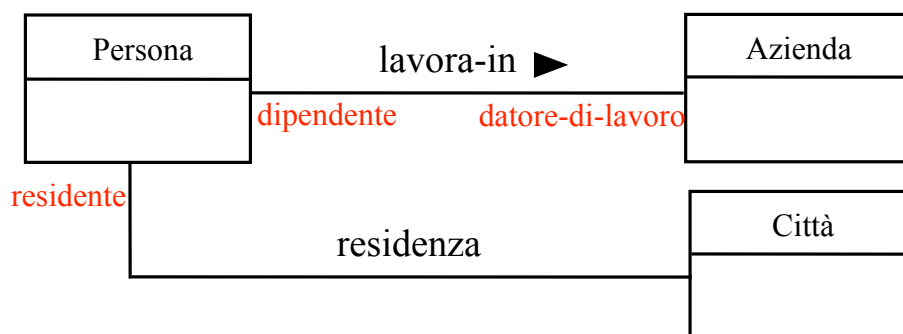 Persona
lavora-in
Azienda
dipendente
datore-di-lavoro
residente
residenza
Città